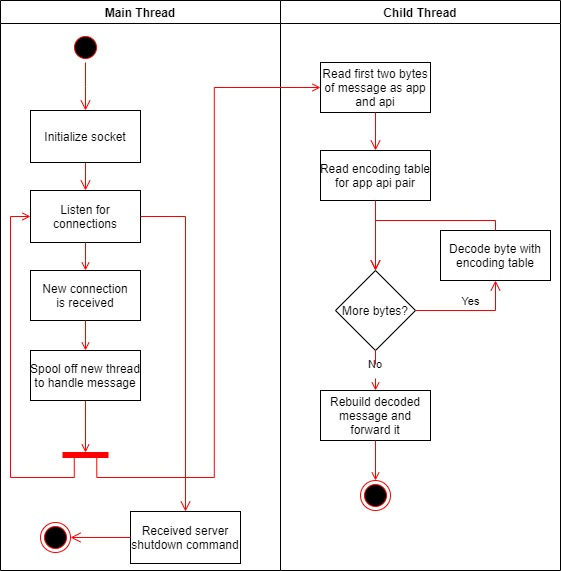 Main Thread
Child Thread
Initialize socket
Listen for
connections
New connection
is received
Spool off new thread
to handle message
Received server
shutdown command
Read first two bytes
of message as app
and api
Read encoding table
for app api pair
Decode byte with
encoding table
More bytes?
Yes
No
Rebuild decoded
message and
forward it